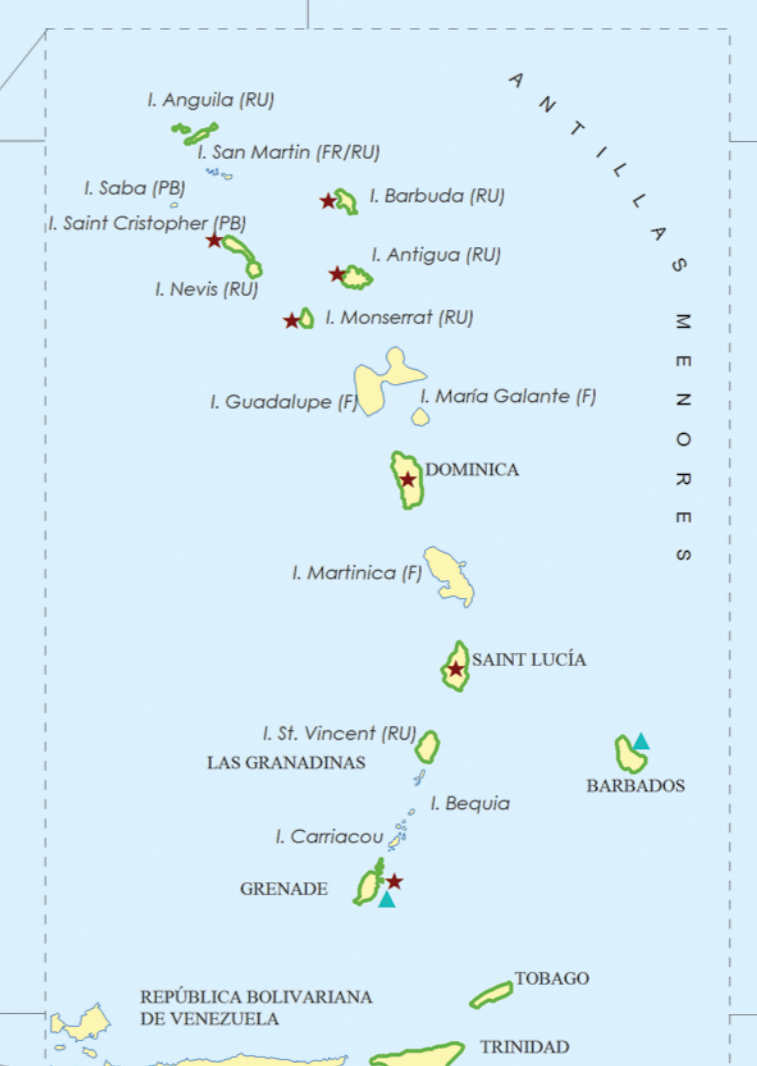 I. Anguila (RU)
I. San Martin (FR/RU)
I. Saba (PB)
I. Barbuda (RU)
I. Saint Cristopher (PB)
I. Antigua (RU)
I. Nevis (RU)
I. Monserrat (RU)
I. Guadalupe (F)
I. María Galante (F)
DOMINICA
I. Martinica (F)
SAINT LUCÍA
I. St. Vincent (RU)
LAS GRANADINAS
BARBADOS
I. Bequia
I. Carriacou
GRENADE
TOBAGO
REPÚBLICA BOLIVARIANA
DE VENEZUELA
TRINIDAD
ANTILLAS MENORES